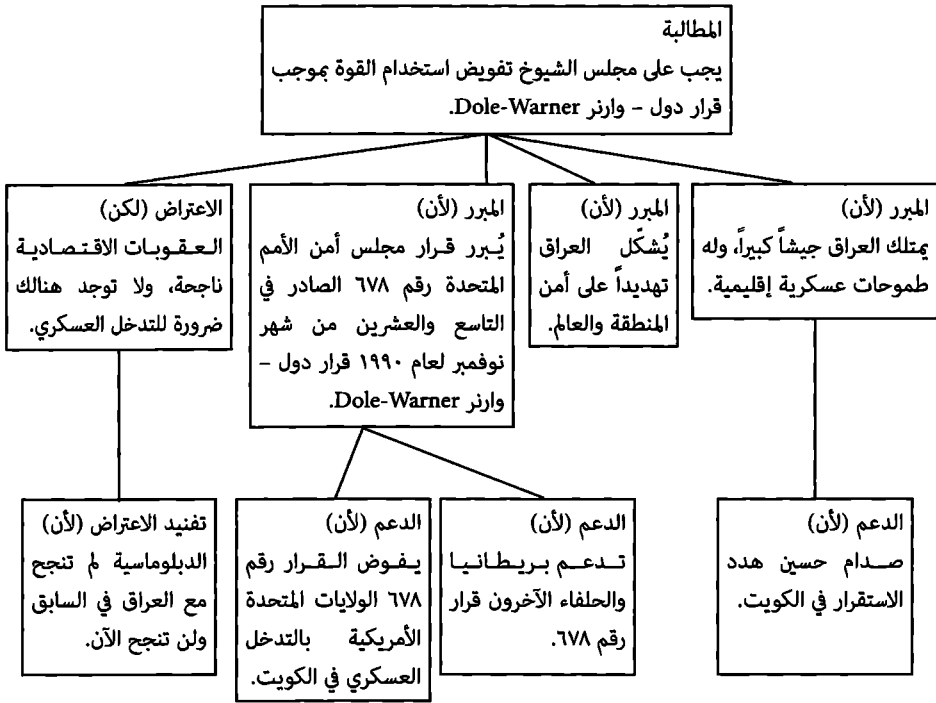 المطالبة
يجب على مجلس الشيوخ تفويض استخدام القوة بموجب
قرار دول – وارنر Dole-Warner.
المبرر (لأن)
يمتلك العراق جيشاً كبيراً، وله
طموحات عسكرية إقليمية.
المبرر (لأن)
يُشكّل العراق
تهديداً على أمن
المنطقة والعالم.
المبرر (لأن)
يُبرر قرار مجلس أمن الأمم
المتحدة رقم ٦٧٨ الصادر في
التاسع والعشرين من شهر
نوفمبر لعام ١٩٩٠ قرار دول –
وارنر Dole-Warner.
الاعتراض (لكن)
العقوبات الاقتصادية
ناجحة، ولا توجد هنالك
ضرورة للتدخل العسكري.
الدعم (لأن)
صدام حسين هدد
الاستقرار في الكويت.
الدعم (لأن)
تدعم بريطانيا
والحلفاء الآخرون قرار
رقم ٦٧٨.
الدعم (لأن)
يفوض القرار رقم
٦٧٨ الولايات المتحدة
الأمريكية بالتدخل
العسكري في الكويت.
تفنيد الاعتراض (لأن)
الدبلوماسية لم تنجح
مع العراق في السابق
ولن تنجح الآن.